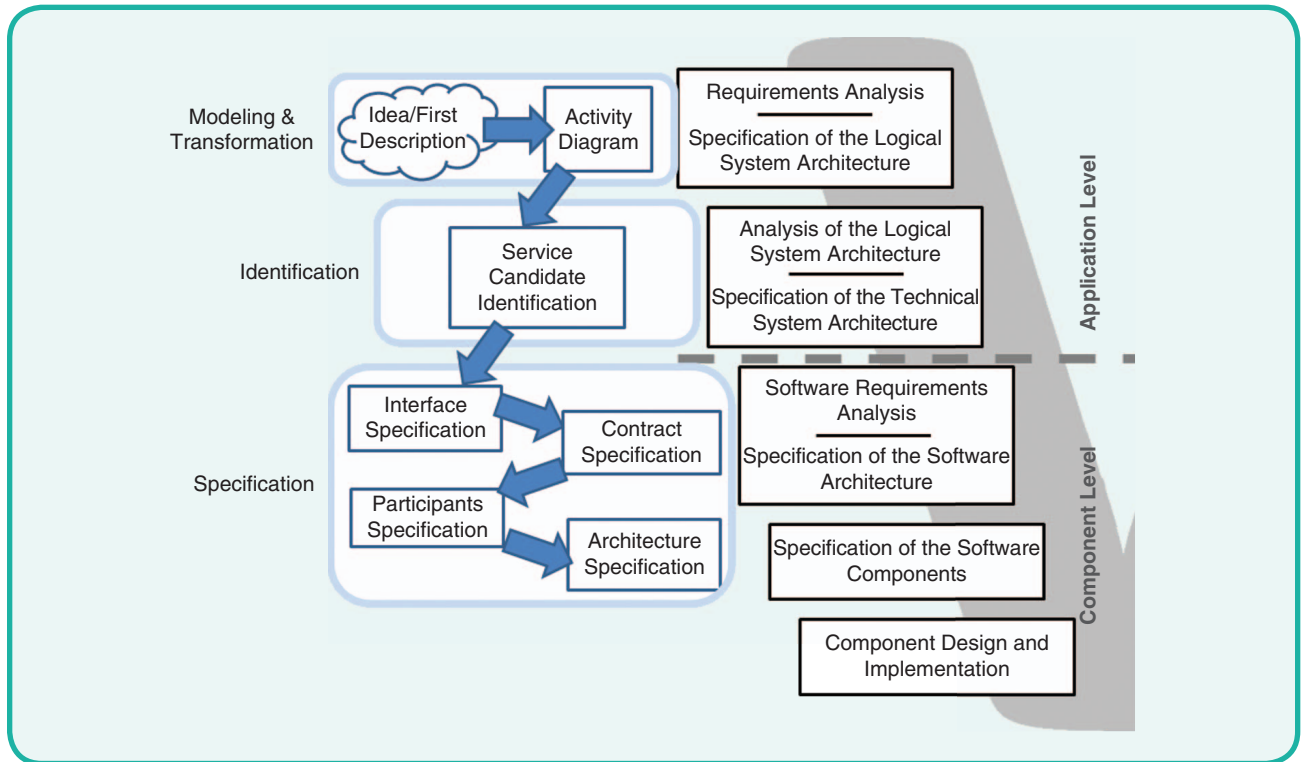 Modeling &
Transformation
Idea/First
Description
Activity
Diagram
Requirements Analysis
Specification of the Logical
System Architecture
Identification
Service
Candidate
Identification
Analysis of the Logical
System Architecture
Specification of the Technical
System Architecture
Application Level
Specification
Interface
Specification
Contract
Specification
Participants
Specification
Architecture
Specification
Software Requirements
Analysis
Specification of the Software
Architecture
Specification of the Software
Components
Component Design and
Implementation
Component Level